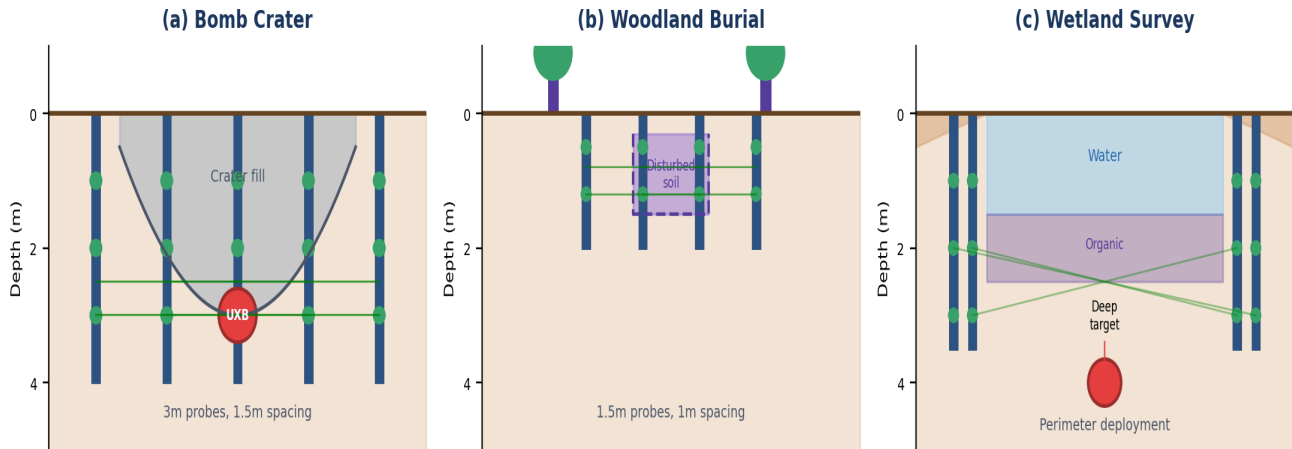 (a) Bomb Crater
(b) Woodland Burial
(c) Wetland Survey
Depth (m)
0
2
4
Crater fill
UXB
3m probes, 1.5m spacing
Depth (m)
0
2
4
Disturbed
soil
1.5m probes, 1m spacing
Depth (m)
0
2
4
Water
Organic
Deep
target
Perimeter deployment